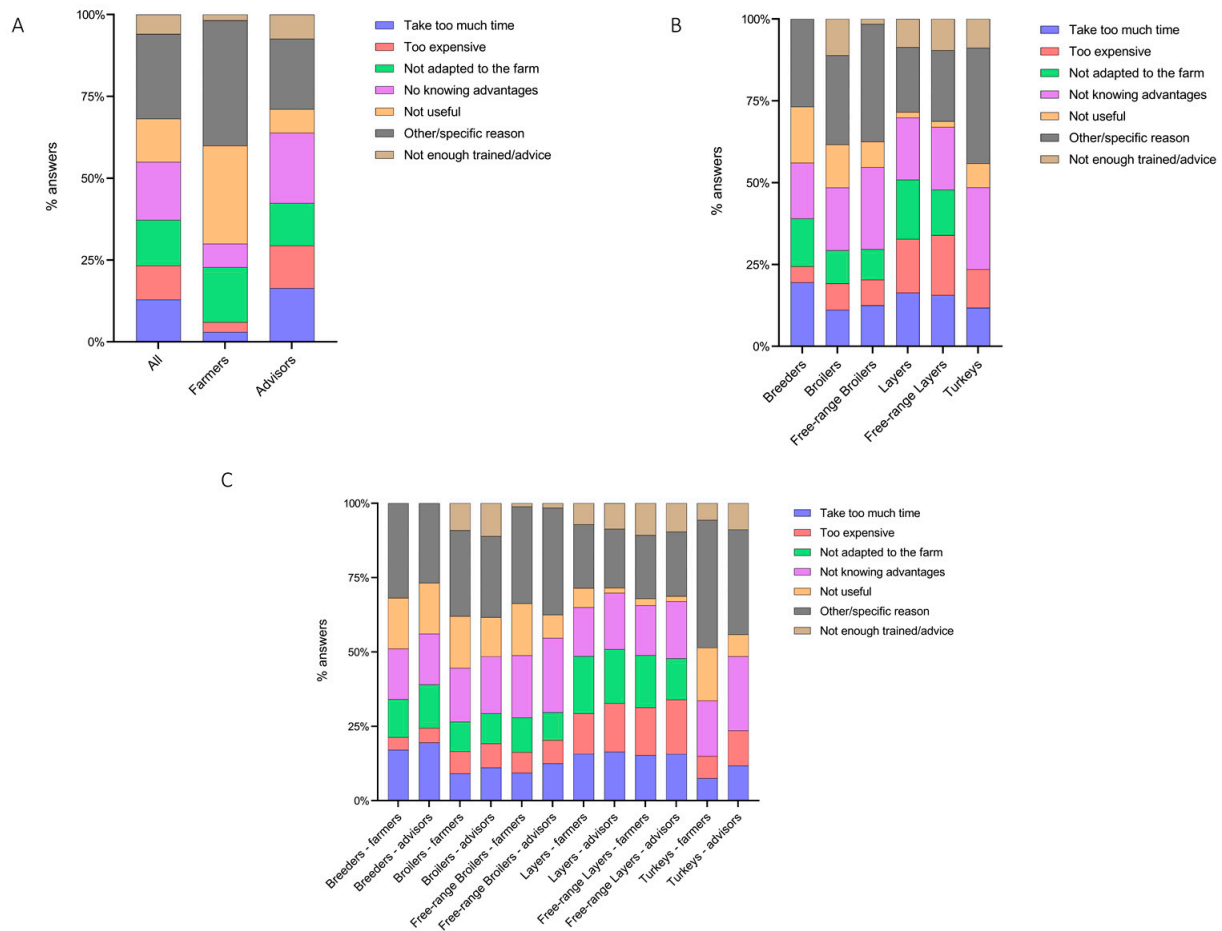 A
100%
75%
50%
25%
0%
% answers
All
Farmers
Advisors
Take too much time
Too expensive
Not adapted to the farm
No knowing advantages
Not useful
Other/specific reason
Not enough trained/advice
B
100%
75%
50%
25%
0%
% answers
Breeders
Broilers
Free-range Broilers
Layers
Free-range Layers
Turkeys
Take too much time
Too expensive
Not adapted to the farm
Not knowing advantages
Not useful
Other/specific reason
Not enough trained/advice
C
100%
75%
50%
25%
0%
% answers
Breeders - farmers
Breeders - advisors
Broilers - farmers
Broilers - advisors
Free-range Broilers - farmers
Free-range Broilers - advisors
Layers - farmers
Layers - advisors
Free-range Layers - farmers
Free-range Layers - advisors
Turkeys - farmers
Turkeys - advisors
Take too much time
Too expensive
Not adapted to the farm
Not knowing advantages
Not useful
Other/specific reason
Not enough trained/advice